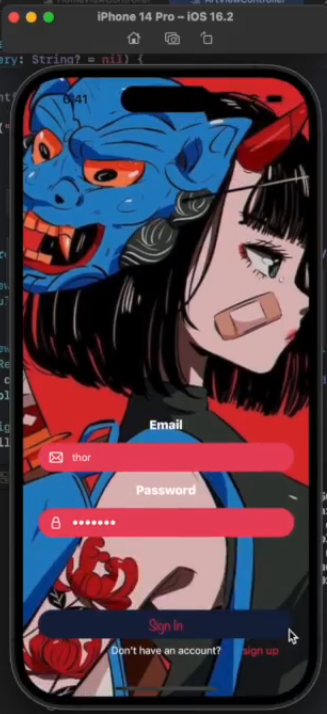 iPhone 14 Pro – iOS 16.2
ery: String? = nil) {
6:41
Email
thor
Password
•••••••
Sign In
Don't have an account? sign up